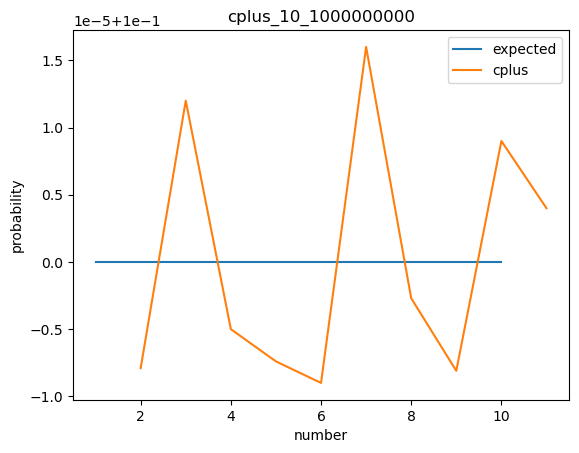 cplus_10_1000000000
1e−5+1e−1
expected
cplus
1.5
1.0
0.5
0.0
−0.5
−1.0
probability
2 4 6 8 10
number